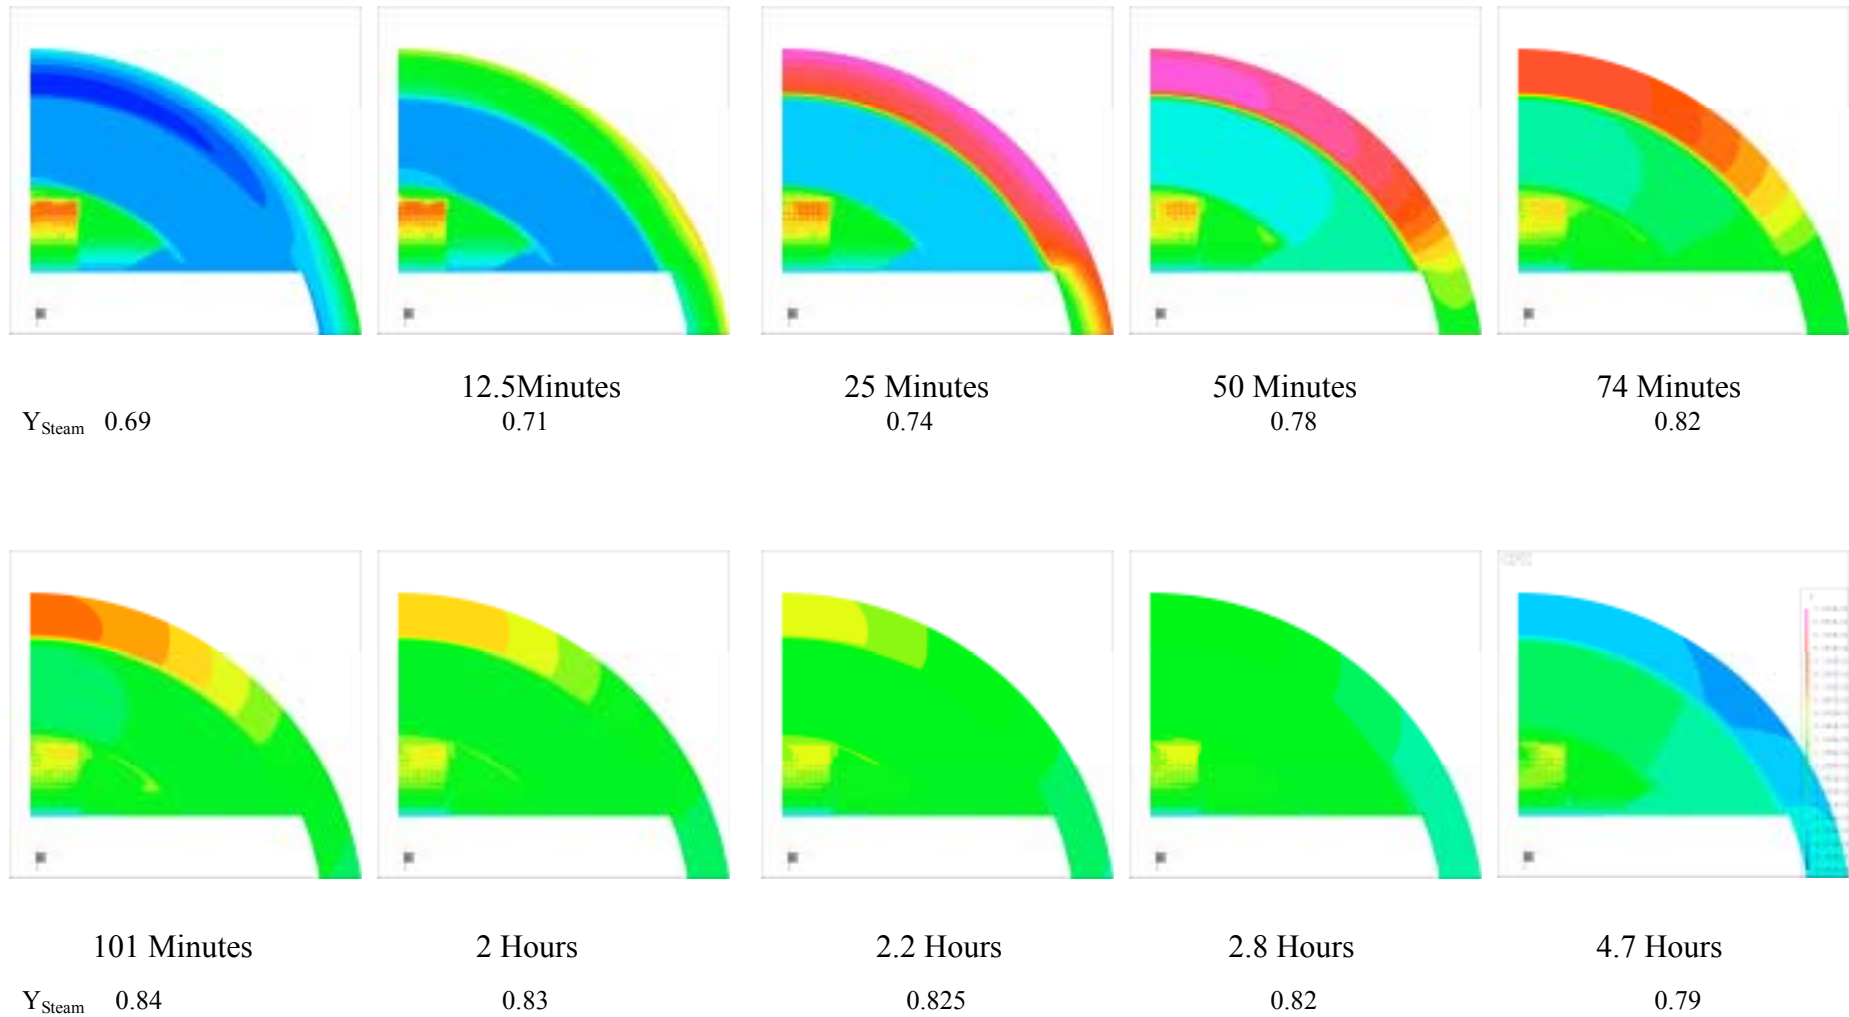 12.5Minutes 25 Minutes 50 Minutes 74 Minutes
Y_Steam 0.69 0.71 0.74 0.78 0.82
101 Minutes 2 Hours 2.2 Hours 2.8 Hours 4.7 Hours
Y_Steam 0.84 0.83 0.825 0.82 0.79